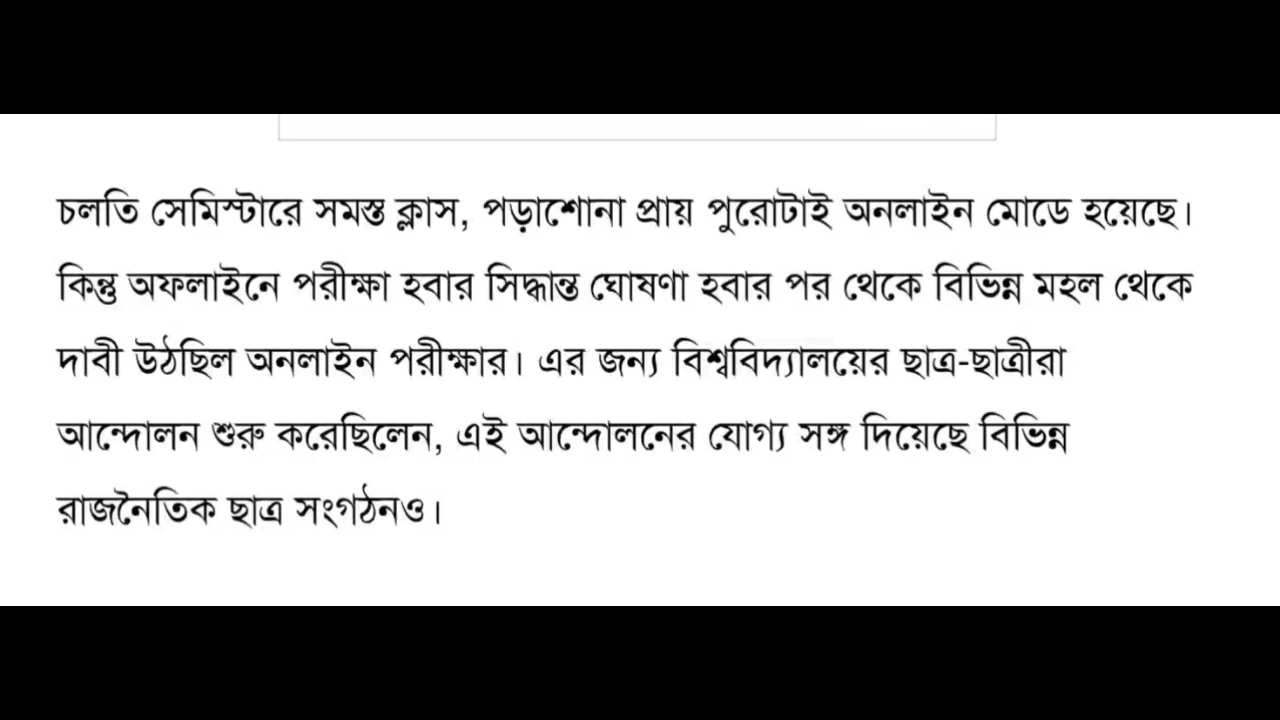 চলতি সেমিস্টারে সমস্ত ক্লাস, পড়াশোনা প্রায় পুরোটাই অনলাইন মোডে হয়েছে।
কিন্তু অফলাইনে পরীক্ষা হবার সিদ্ধান্ত ঘোষণা হবার পর থেকে বিভিন্ন মহল থেকে
দাবী উঠছিল অনলাইন পরীক্ষার। এর জন্য বিশ্ববিদ্যালয়ের ছাত্র-ছাত্রীরা
আন্দোলন শুরু করেছিলেন, এই আন্দোলনের যোগ্য সঙ্গ দিয়েছে বিভিন্ন
রাজনৈতিক ছাত্র সংগঠনও।